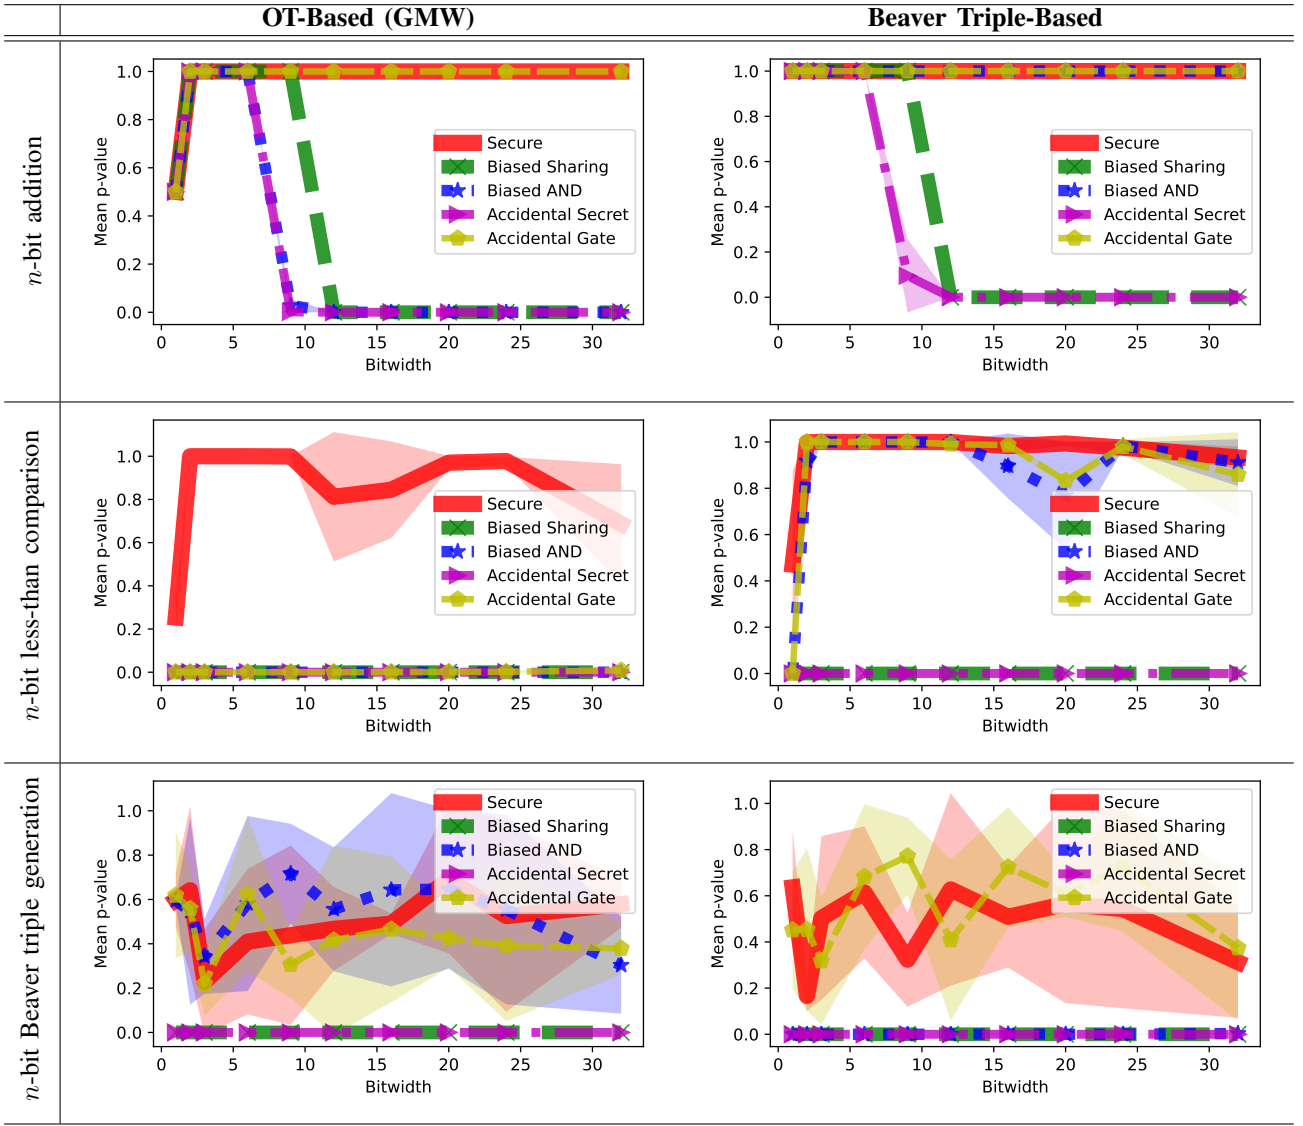 OT-Based (GMW)
Beaver Triple-Based
n-bit addition
1.0
0.8
0.6
0.4
0.2
0.0
Mean p-value
Secure
Biased Sharing
Biased AND
Accidental Secret
Accidental Gate
0 5 10 15 20 25 30
Bitwidth
1.0
0.8
0.6
0.4
0.2
0.0
Mean p-value
Secure
Biased Sharing
Biased AND
Accidental Secret
Accidental Gate
0 5 10 15 20 25 30
Bitwidth
n-bit less-than comparison
1.0
0.8
0.6
0.4
0.2
0.0
Mean p-value
Secure
Biased Sharing
Biased AND
Accidental Secret
Accidental Gate
0 5 10 15 20 25 30
Bitwidth
1.0
0.8
0.6
0.4
0.2
0.0
Mean p-value
Secure
Biased Sharing
Biased AND
Accidental Secret
Accidental Gate
0 5 10 15 20 25 30
Bitwidth
n-bit Beaver triple generation
1.0
0.8
0.6
0.4
0.2
0.0
Mean p-value
Secure
Biased Sharing
Biased AND
Accidental Secret
Accidental Gate
0 5 10 15 20 25 30
Bitwidth
1.0
0.8
0.6
0.4
0.2
0.0
Mean p-value
Secure
Biased Sharing
Biased AND
Accidental Secret
Accidental Gate
0 5 10 15 20 25 30
Bitwidth